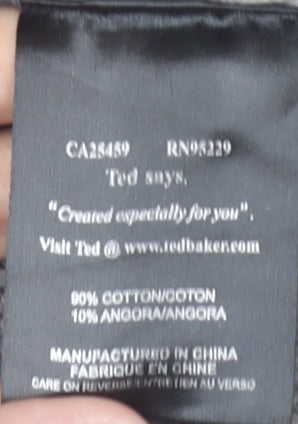 CA25459 RN95229
Ted says,
"Created especially for you".
Visit Ted @ www.tedbaker.com
90% COTTON/COTON
10% ANGORA/ANGORA
MANUFACTURED IN CHINA
FABRIQUE EN CHINE
CARE ON REVERSE/ENTRETIEN AU VERSO